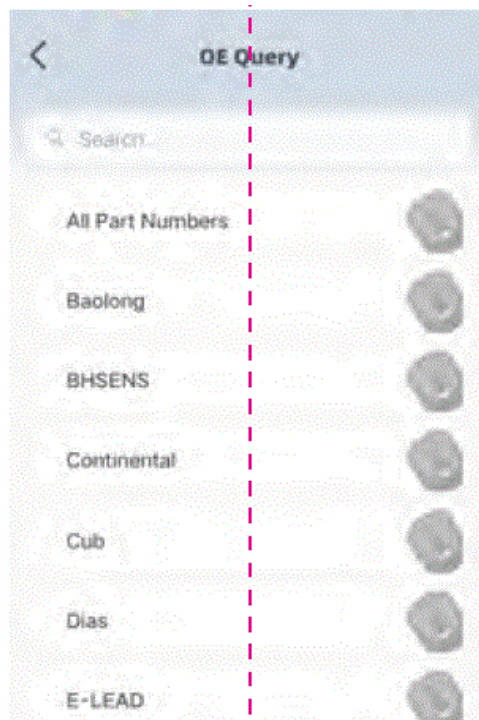 OE Query
Search...
All Part Numbers
Baolong
BHSENS
Continental
Cub
Dias
E-LEAD